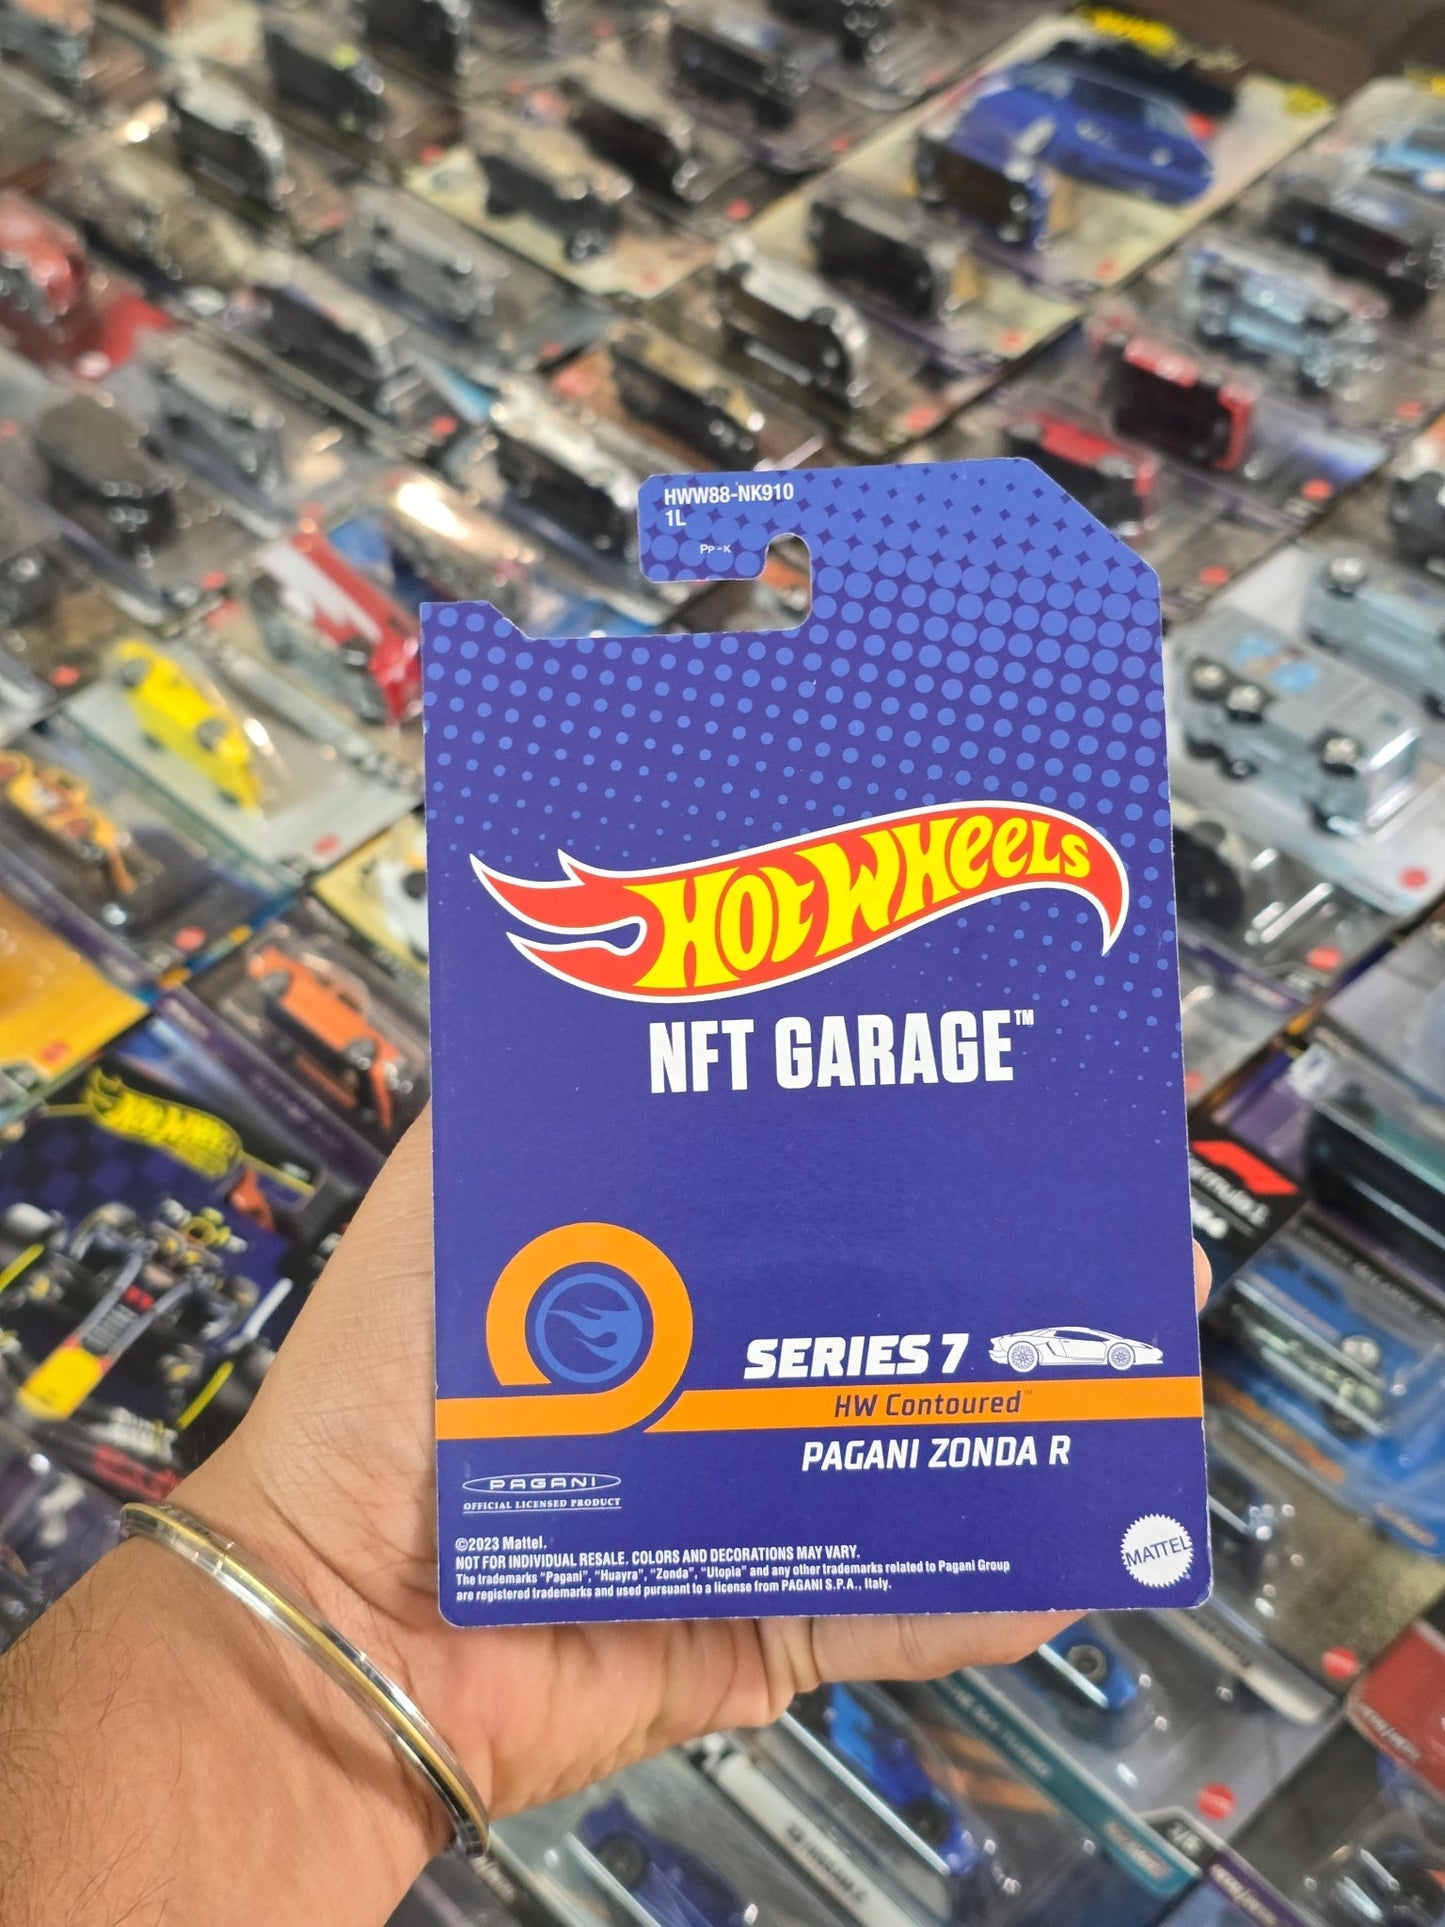 HWW88-NK910
1L
PP-K
HOT WHEELS
NFT GARAGE™
SERIES 7
HW Contoured™
PAGANI ZONDA R
PAGANI
OFFICIAL LICENSED PRODUCT
©2023 Mattel.
NOT FOR INDIVIDUAL RESALE. COLORS AND DECORATIONS MAY VARY.
The trademarks "Pagani", "Huayra", "Zonda", "Utopia" and any other trademarks related to Pagani Group
are registered trademarks and used pursuant to a license from PAGANI S.P.A., Italy.
MATTEL
HOT WHEELS